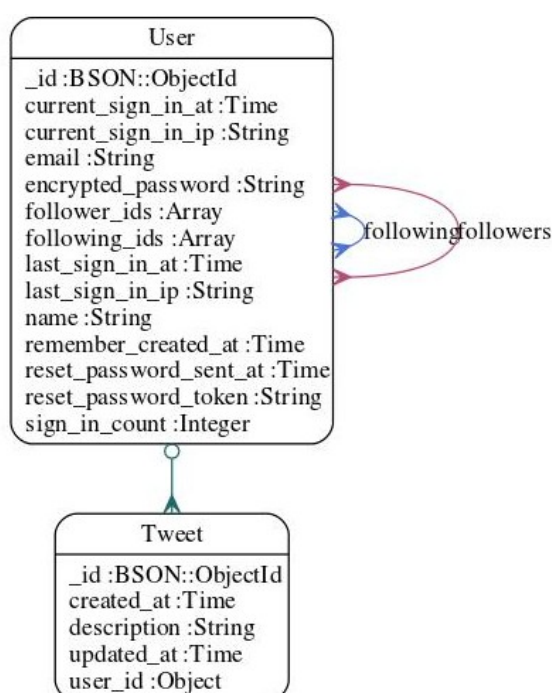 User
_id :BSON::ObjectId
current_sign_in_at :Time
current_sign_in_ip :String
email :String
encrypted_password :String
follower_ids :Array
following_ids :Array
last_sign_in_at :Time
last_sign_in_ip :String
name :String
remember_created_at :Time
reset_password_sent_at :Time
reset_password_token :String
sign_in_count :Integer
following
followers
Tweet
_id :BSON::ObjectId
created_at :Time
description :String
updated_at :Time
user_id :Object